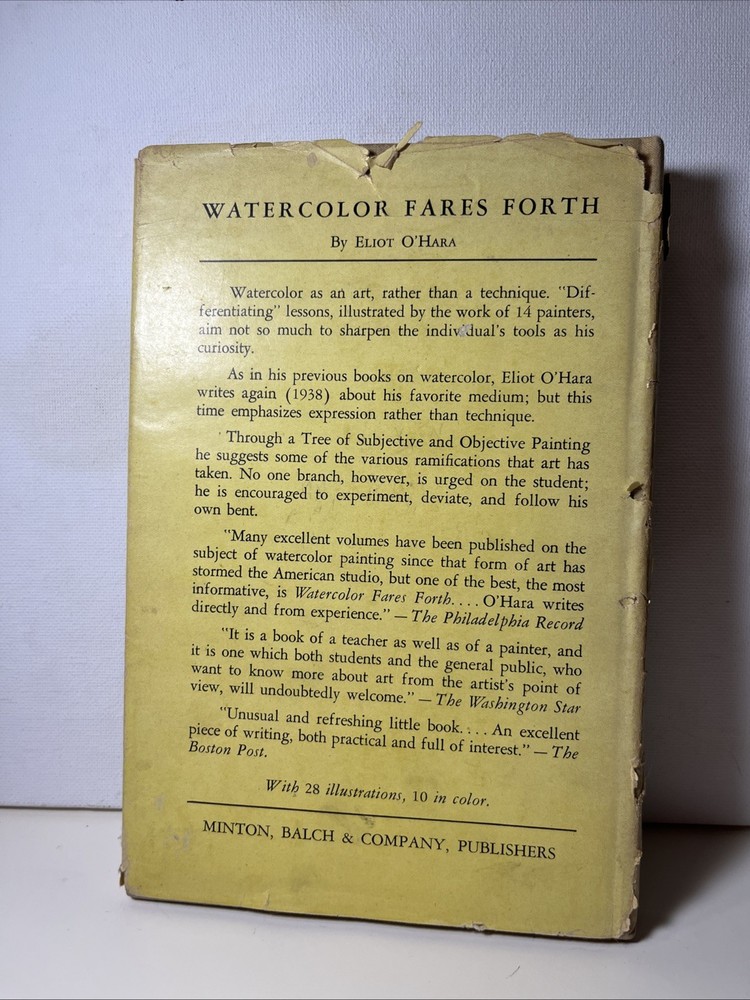 WATERCOLOR FARES FORTH
By ELIOT O'HARA
Watercolor as an art, rather than a technique. "Dif-
ferentiating" lessons, illustrated by the work of 14 painters,
aim not so much to sharpen the individual's tools as his
curiosity.
As in his previous books on watercolor, Eliot O'Hara
writes again (1938) about his favorite medium; but this
time emphasizes expression rather than technique.
Through a Tree of Subjective and Objective Painting
he suggests some of the various ramifications that art has
taken. No one branch, however, is urged on the student;
he is encouraged to experiment, deviate, and follow his
own bent.
"Many excellent volumes have been published on the
subject of watercolor painting since that form of art has
stormed the American studio, but one of the best, the most
informative, is Watercolor Fares Forth. . . . O'Hara writes
directly and from experience." — The Philadelphia Record
"It is a book of a teacher as well as of a painter, and
it is one which both students and the general public, who
want to know more about art from the artist's point of
view, will undoubtedly welcome." — The Washington Star
"Unusual and refreshing little book. . . . An excellent
piece of writing, both practical and full of interest." — The
Boston Post.
With 28 illustrations, 10 in color.
MINTON, BALCH & COMPANY, PUBLISHERS